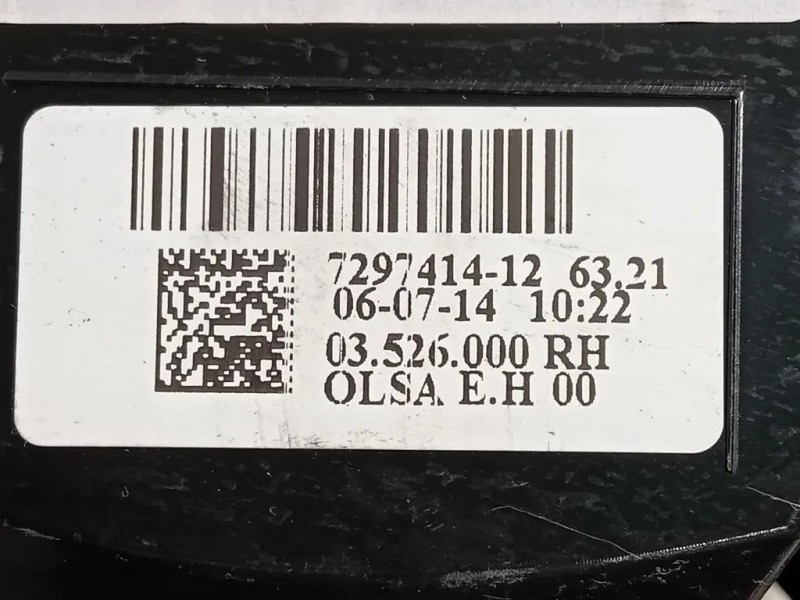 7297414-12 63.21
06-07-14 10:22
03.526.000 RH
OLSA E.H 00